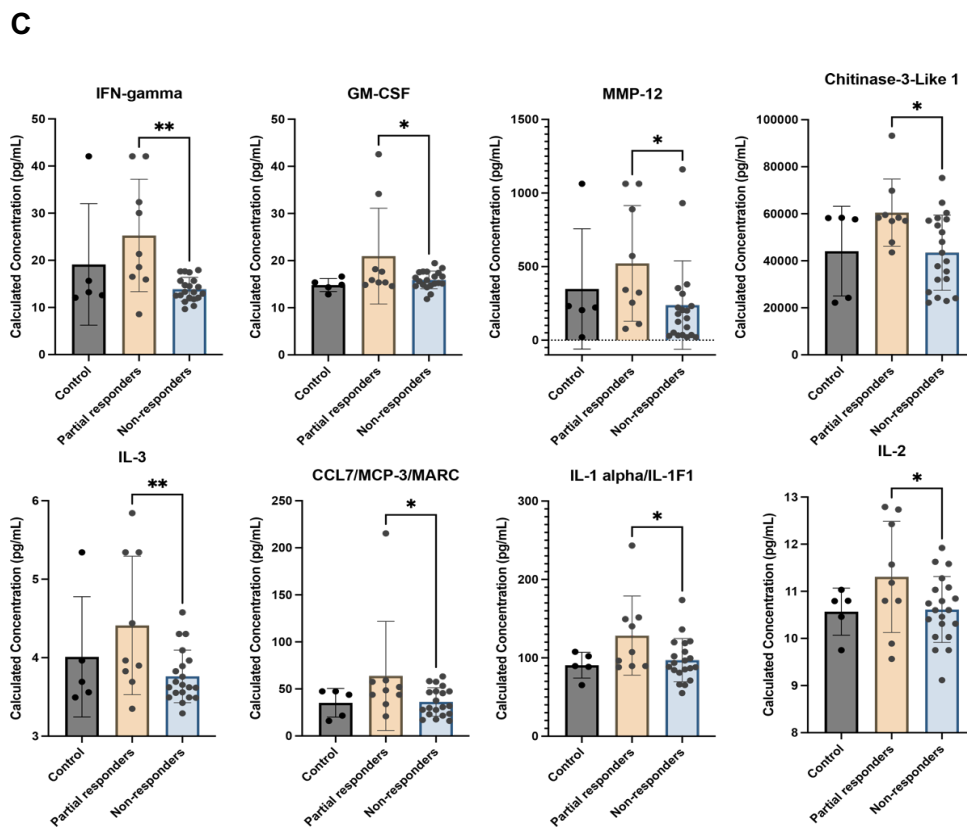 C
IFN-gamma
Calculated Concentration (pg/mL)
50
40
30
20
10
0
**
Control
Partial responders
Non-responders
GM-CSF
Calculated Concentration (pg/mL)
50
40
30
20
10
0
*
Control
Partial responders
Non-responders
MMP-12
Calculated Concentration (pg/mL)
1500
1000
500
0
*
Control
Partial responders
Non-responders
Chitinase-3-Like 1
Calculated Concentration (pg/mL)
100000
80000
60000
40000
20000
0
*
Control
Partial responders
Non-responders
IL-3
Calculated Concentration (pg/mL)
6
5
4
3
**
Control
Partial responders
Non-responders
CCL7/MCP-3/MARC
Calculated Concentration (pg/mL)
250
200
150
100
50
0
*
Control
Partial responders
Non-responders
IL-1 alpha/IL-1F1
Calculated Concentration (pg/mL)
300
200
100
0
*
Control
Partial responders
Non-responders
IL-2
Calculated Concentration (pg/mL)
13
12
11
10
9
8
*
Control
Partial responders
Non-responders